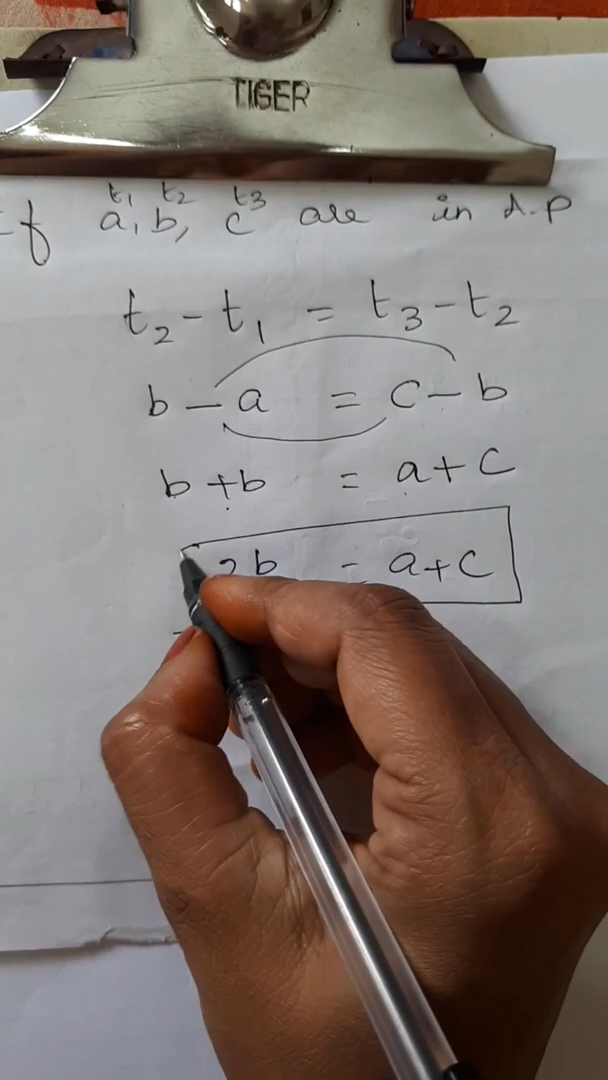 TIGER
t₁ t₂ t₃
If a, b, c are in A.P
t₂ - t₁ = t₃ - t₂
b - a = c - b
b + b = a + c
2b = a + c